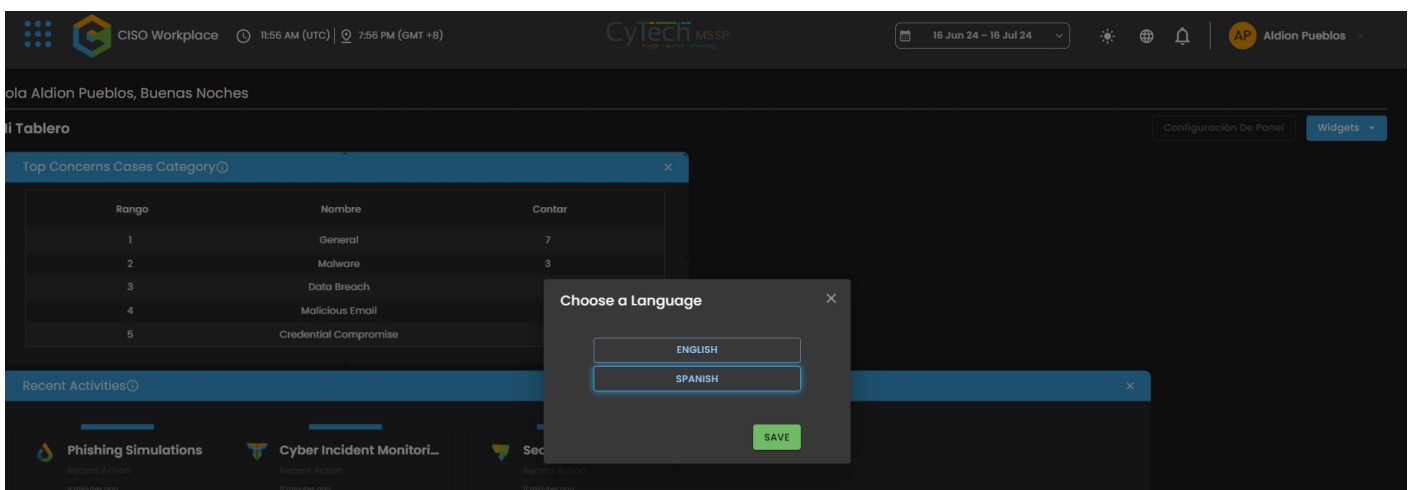 CISO Workplace 11:56 AM (UTC) | 7:56 PM (GMT +8) CyTech MSSP 16 Jun 24 – 16 Jul 24 AP Aldion Pueblos
ola Aldion Pueblos, Buenas Noches
i Tablero Configuración De Panel Widgets
Top Concerns Cases Category
Rango Nombre Contar
1 General 7
2 Malware 3
3 Data Breach
4 Malicious Email
5 Credential Compromise
Choose a Language
ENGLISH
SPANISH
SAVE
Recent Activities
Phishing Simulations Cyber Incident Monitori... Sec
Recent Action Recent Action Recent Action